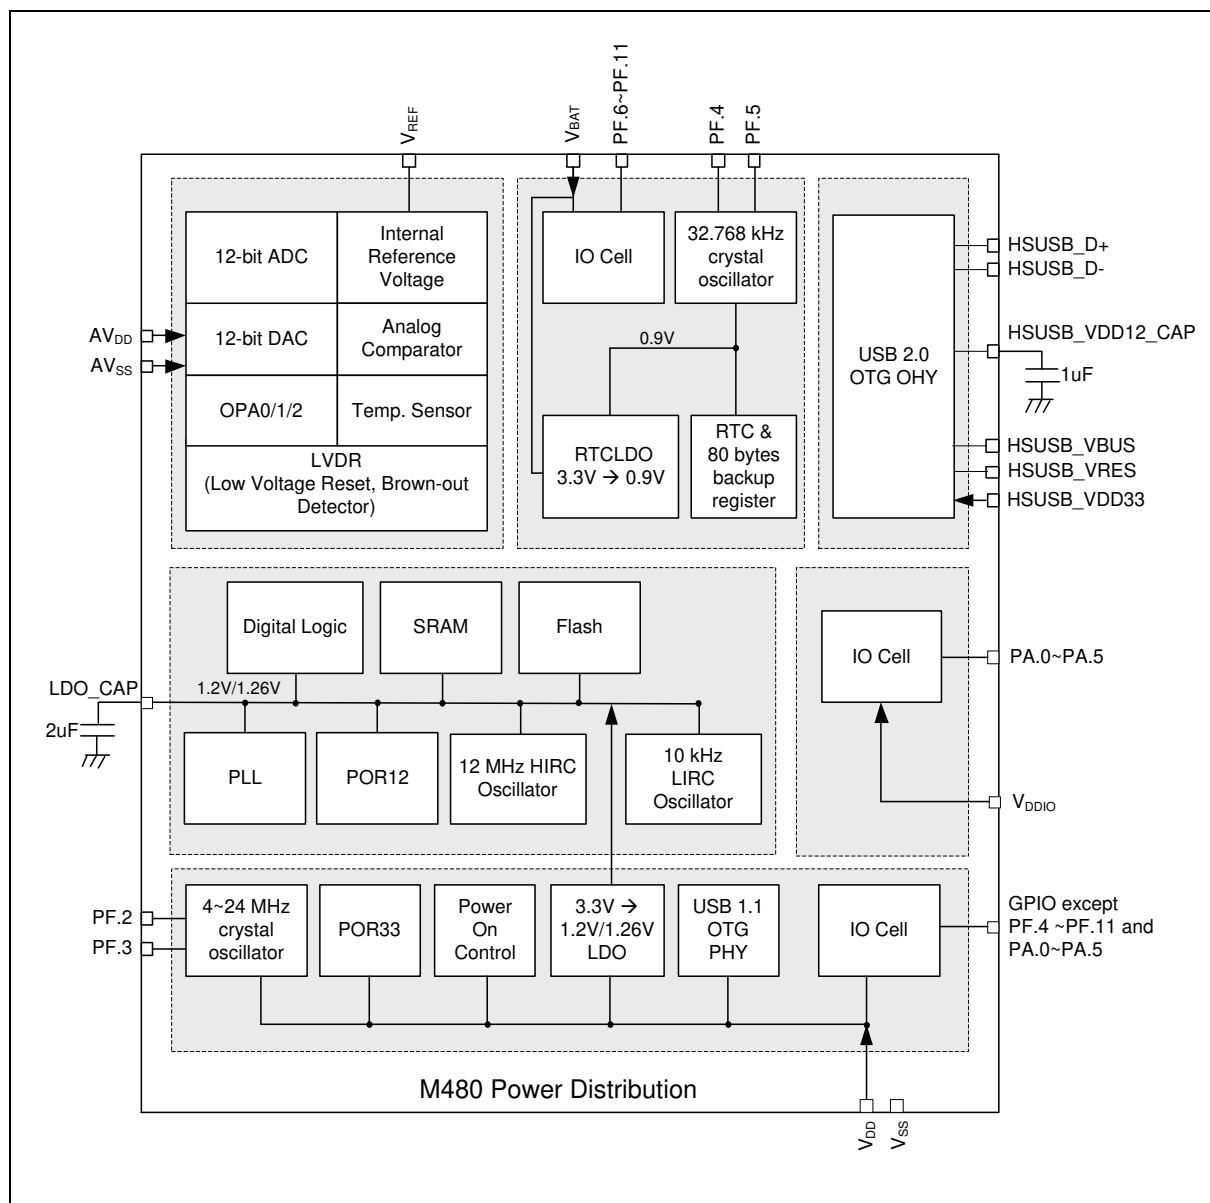 VREF
VBAT
PF.6~PF.11
PF.4
PF.5
12-bit ADC
Internal
Reference
Voltage
12-bit DAC
Analog
Comparator
OPA0/1/2
Temp. Sensor
LVDR
(Low Voltage Reset, Brown-out
Detector)
AVDD
AVSS
IO Cell
32.768 kHz
crystal
oscillator
0.9V
RTCLDO
3.3V → 0.9V
RTC &
80 bytes
backup
register
USB 2.0
OTG OHY
HSUSB_D+
HSUSB_D-
HSUSB_VDD12_CAP
1uF
HSUSB_VBUS
HSUSB_VRES
HSUSB_VDD33
Digital Logic
SRAM
Flash
LDO_CAP
1.2V/1.26V
2uF
PLL
POR12
12 MHz HIRC
Oscillator
10 kHz
LIRC
Oscillator
IO Cell
PA.0~PA.5
VDDIO
PF.2
PF.3
4~24 MHz
crystal
oscillator
POR33
Power
On
Control
3.3V →
1.2V/1.26V
LDO
USB 1.1
OTG
PHY
IO Cell
GPIO except
PF.4 ~PF.11 and
PA.0~PA.5
M480 Power Distribution
VDD
VSS